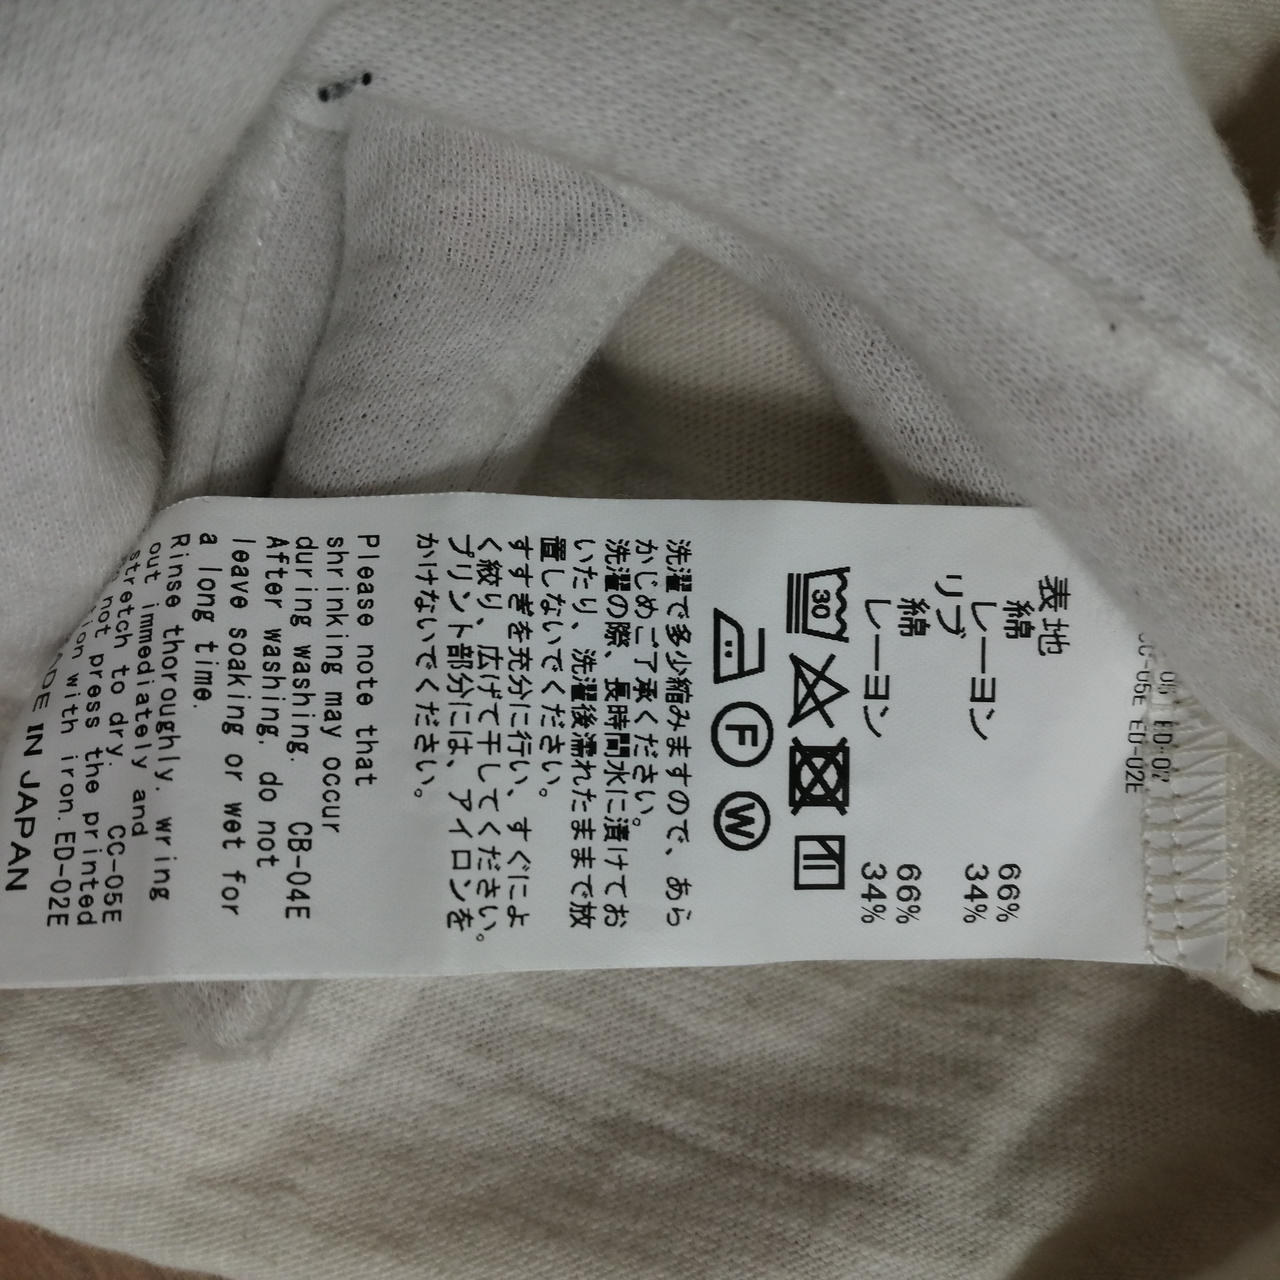 表地
綿 66%
レーヨン 34%
リブ
綿 66%
レーヨン 34%
30
F W
洗濯で多少縮みますので、あら
かじめご了承ください。
洗濯の際、長時間水に漬けてお
いたり、洗濯後濡れたままで放
置しないでください。
すすぎを充分に行い、すぐによ
く絞り、広げて干してください。
プリント部分には、アイロンを
かけないでください。
Please note that
shrinking may occur
during washing. CB-04E
After washing, do not
leave soaking or wet for
a long time.
Rinse thoroughly. wring
out immediately and
stretch to dry. CC-05E
not press the printed
with iron. ED-02E
MADE IN JAPAN
ED-02E